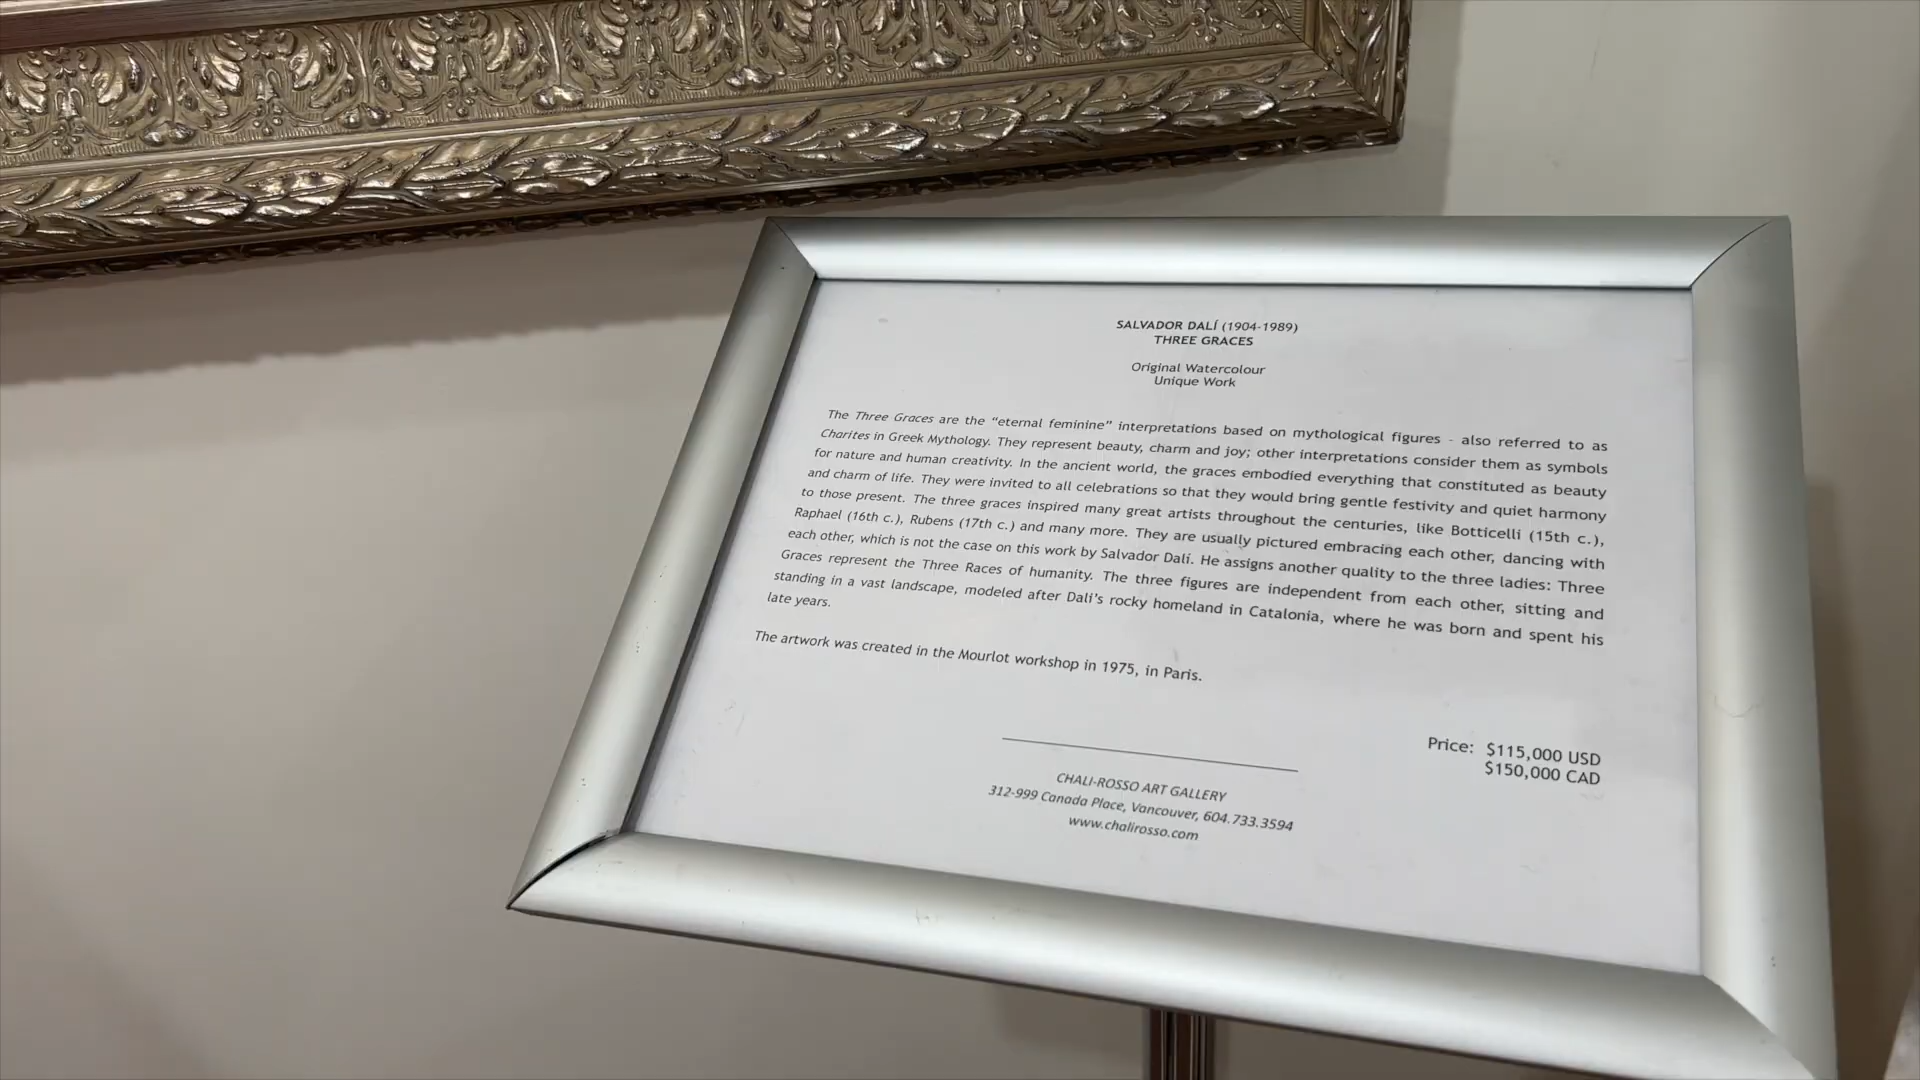 SALVADOR DALÍ (1904-1989)
THREE GRACES
Original Watercolour
Unique Work
The Three Graces are the “eternal feminine” interpretations based on mythological figures - also referred to as
Charites in Greek Mythology. They represent beauty, charm and joy; other interpretations consider them as symbols
for nature and human creativity. In the ancient world, the graces embodied everything that constituted as beauty
and charm of life. They were invited to all celebrations so that they would bring gentle festivity and quiet harmony
to those present. The three graces inspired many great artists throughout the centuries, like Botticelli (15th c.),
Raphael (16th c.), Rubens (17th c.) and many more. They are usually pictured embracing each other, dancing with
each other, which is not the case on this work by Salvador Dalí. He assigns another quality to the three ladies: Three
Graces represent the Three Races of humanity. The three figures are independent from each other, sitting and
standing in a vast landscape, modeled after Dalí’s rocky homeland in Catalonia, where he was born and spent his
late years.
The artwork was created in the Mourlot workshop in 1975, in Paris.
Price: $115,000 USD
$150,000 CAD
CHALI-ROSSO ART GALLERY
312-999 Canada Place, Vancouver, 604.733.3594
www.chalirosso.com